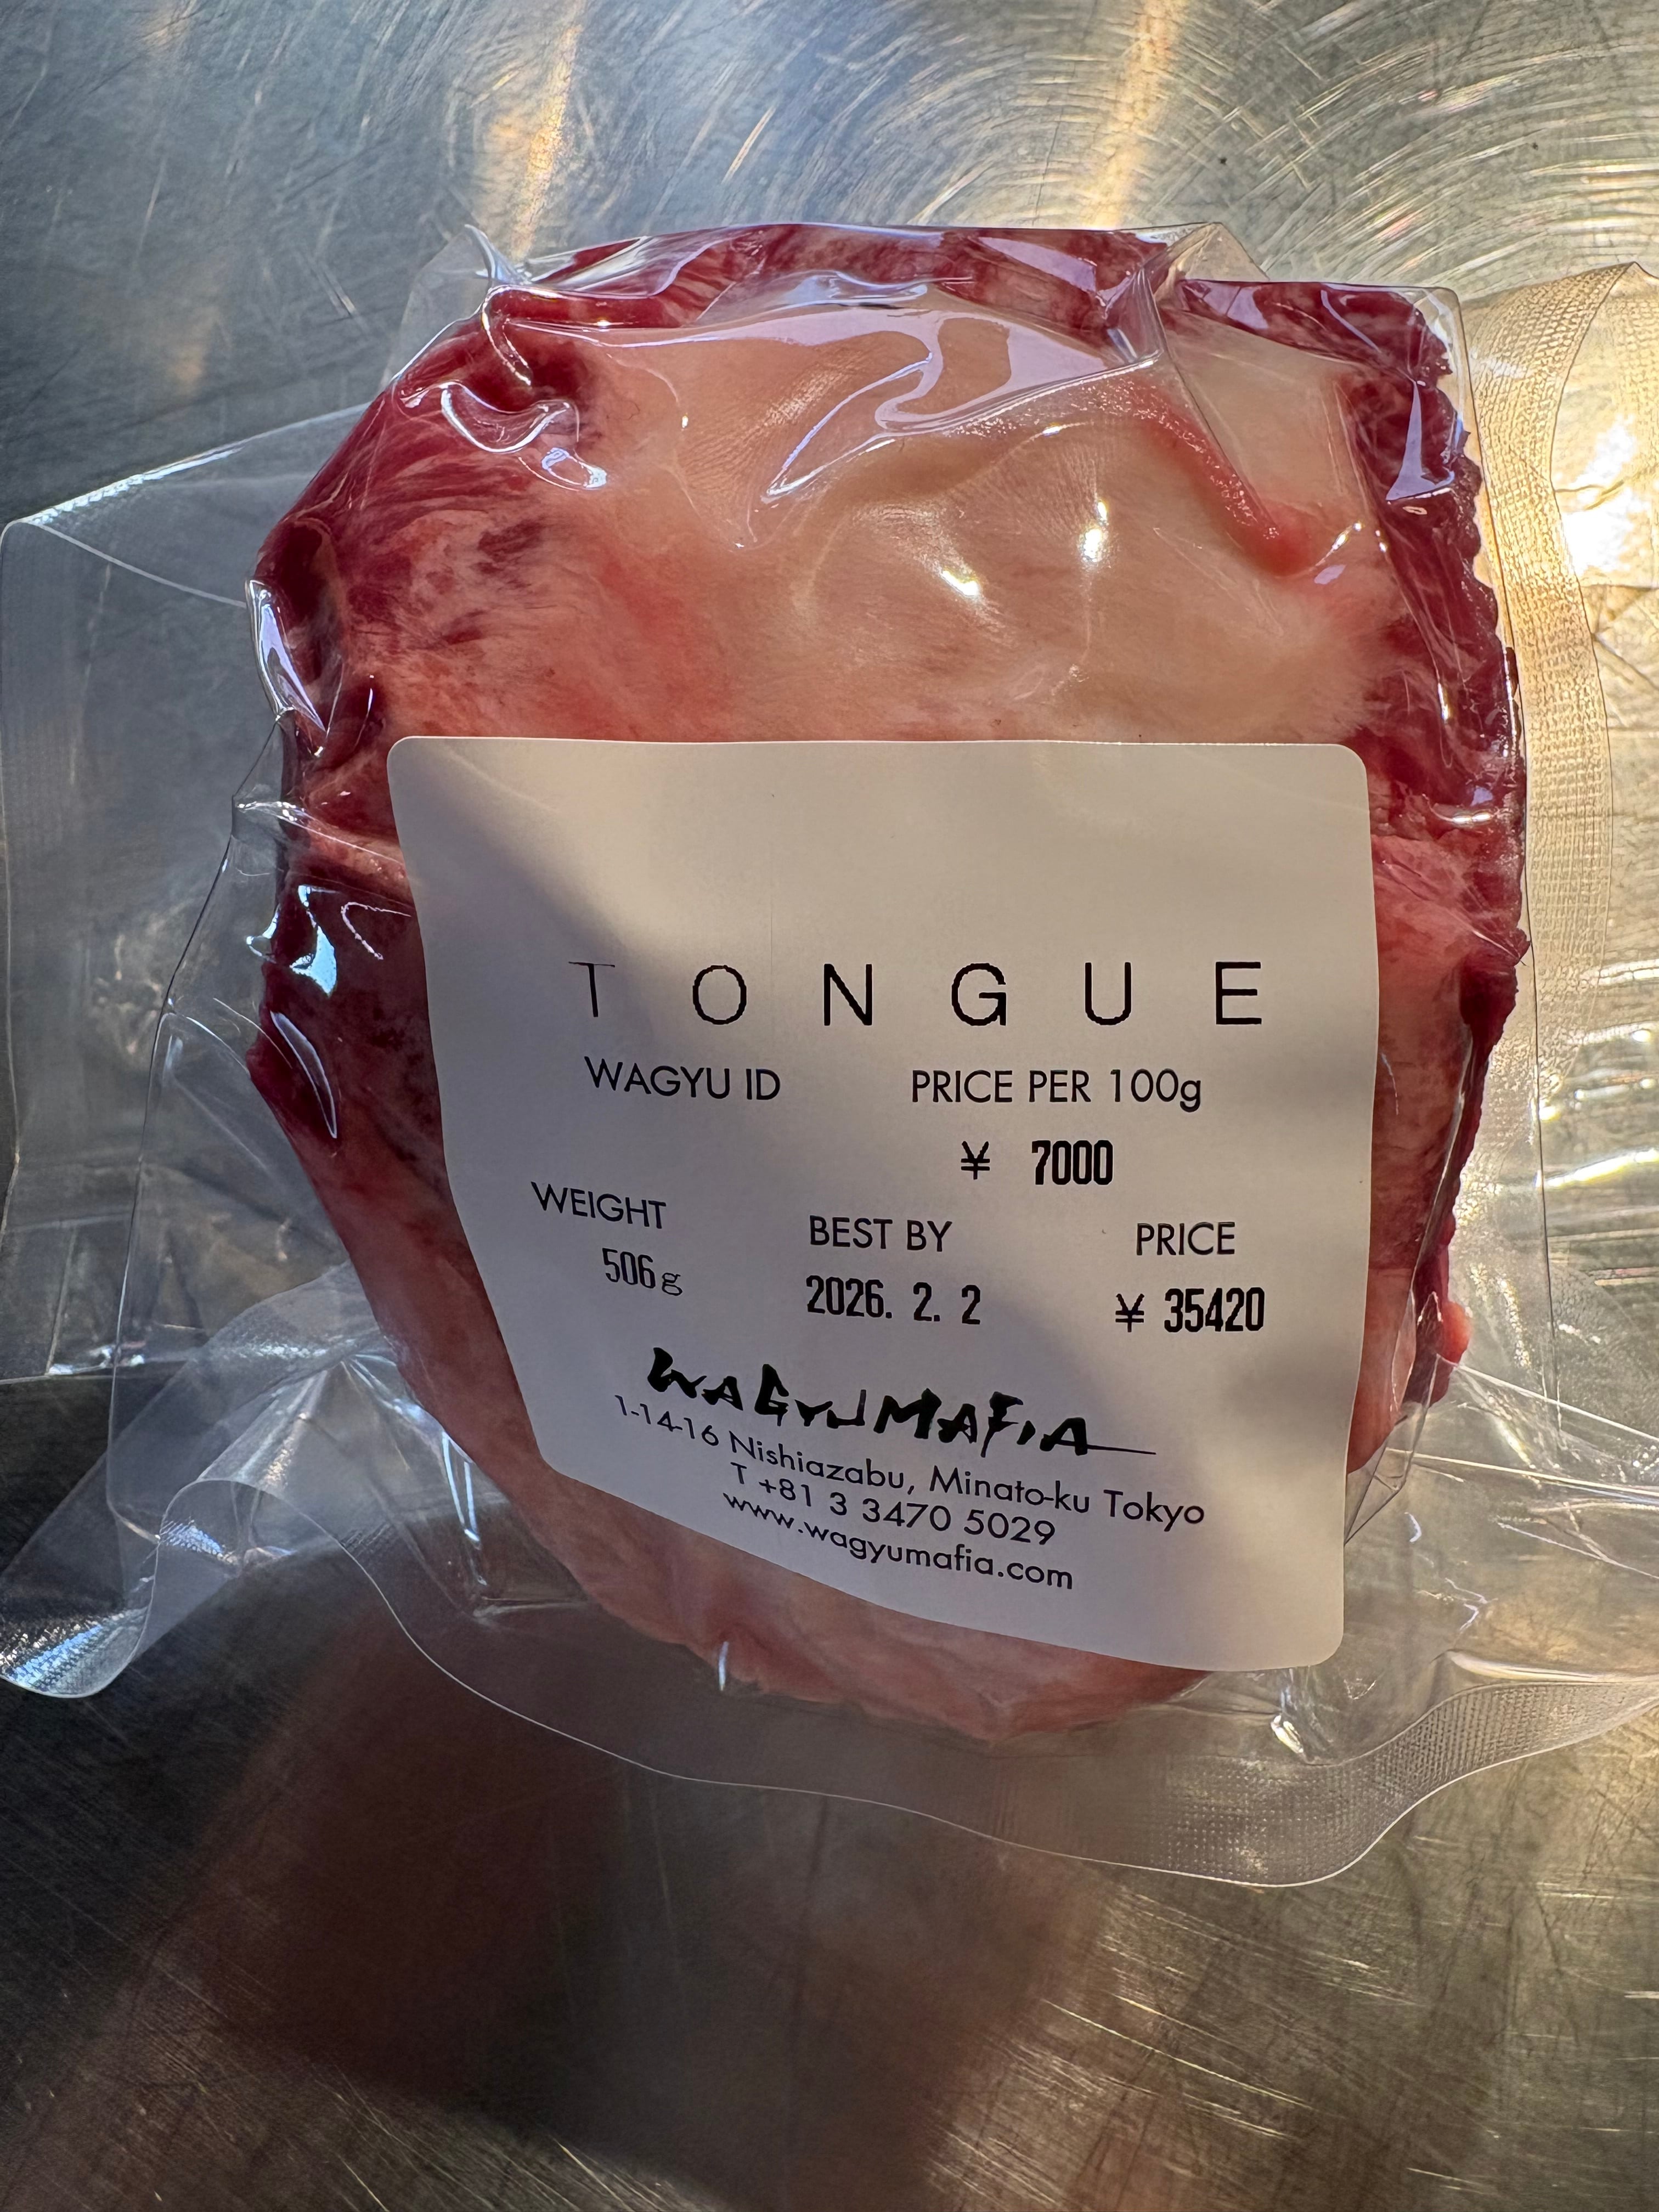 TONGUE
WAGYU ID PRICE PER 100g
¥ 7000
WEIGHT BEST BY PRICE
506g 2026. 2. 2 ¥ 35420
WAGYUMAFIA
1-14-16 Nishiazabu, Minato-ku Tokyo
T +81 3 3470 5029
www.wagyumafia.com